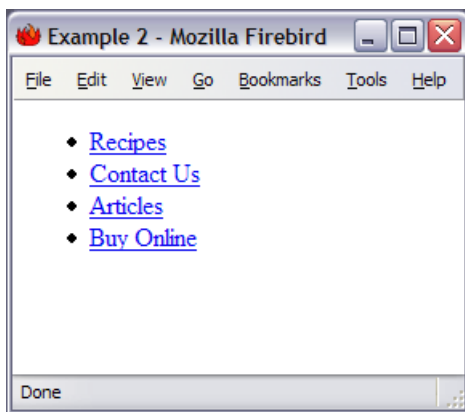 Example 2 - Mozilla Firebird
File Edit View Go Bookmarks Tools Help
Recipes
Contact Us
Articles
Buy Online
Done